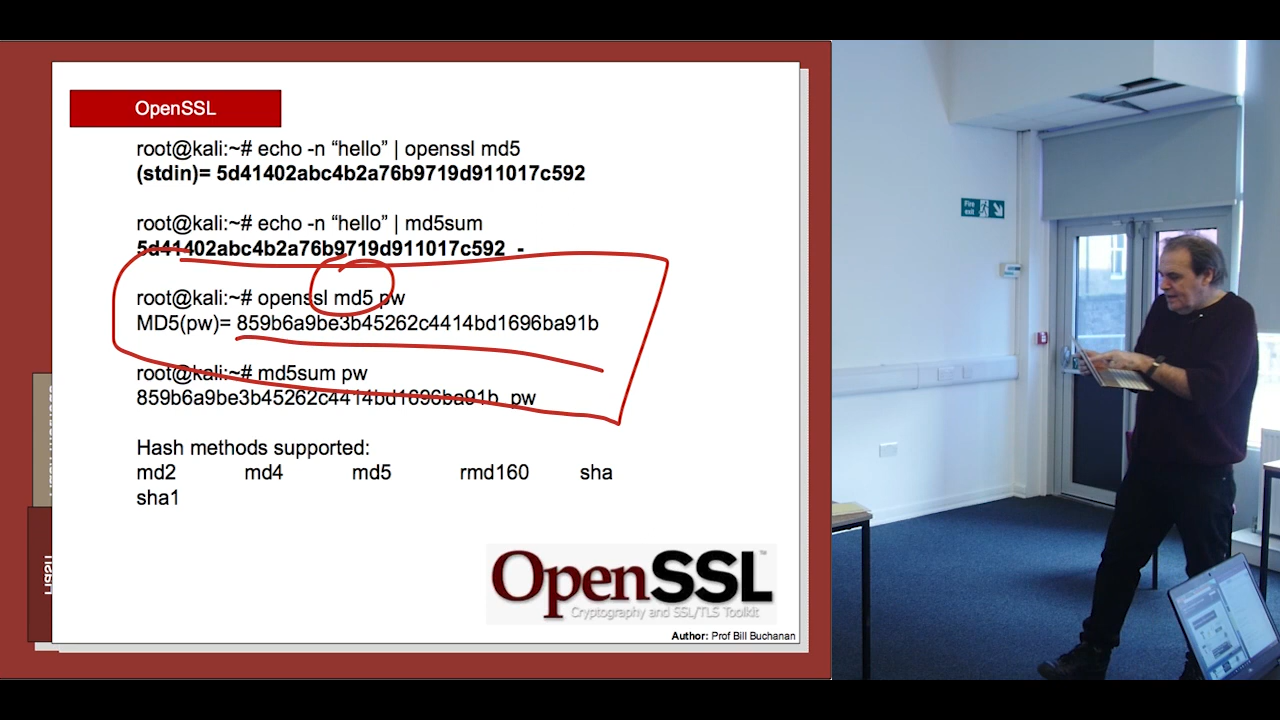 OpenSSL
root@kali:~# echo -n “hello” | openssl md5
(stdin)= 5d41402abc4b2a76b9719d911017c592
root@kali:~# echo -n “hello” | md5sum
5d41402abc4b2a76b9719d911017c592 -
root@kali:~# openssl md5 pw
MD5(pw)= 859b6a9be3b45262c4414bd1696ba91b
root@kali:~# md5sum pw
859b6a9be3b45262c4414bd1696ba91b pw
Hash methods supported:
md2 md4 md5 rmd160 sha
sha1
OpenSSL™
Cryptography and SSL/TLS Toolkit
Author: Prof Bill Buchanan
Fire
exit